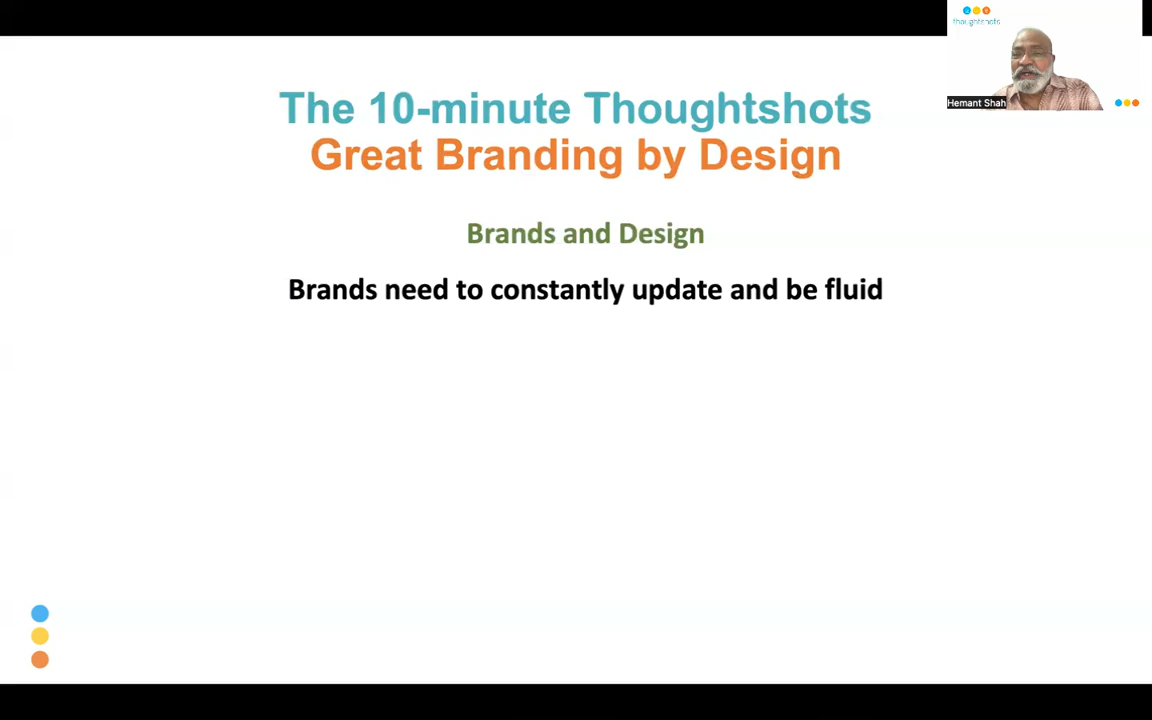 thoughtshots
Hemant Shah
The 10-minute Thoughtshots
Great Branding by Design
Brands and Design
Brands need to constantly update and be fluid